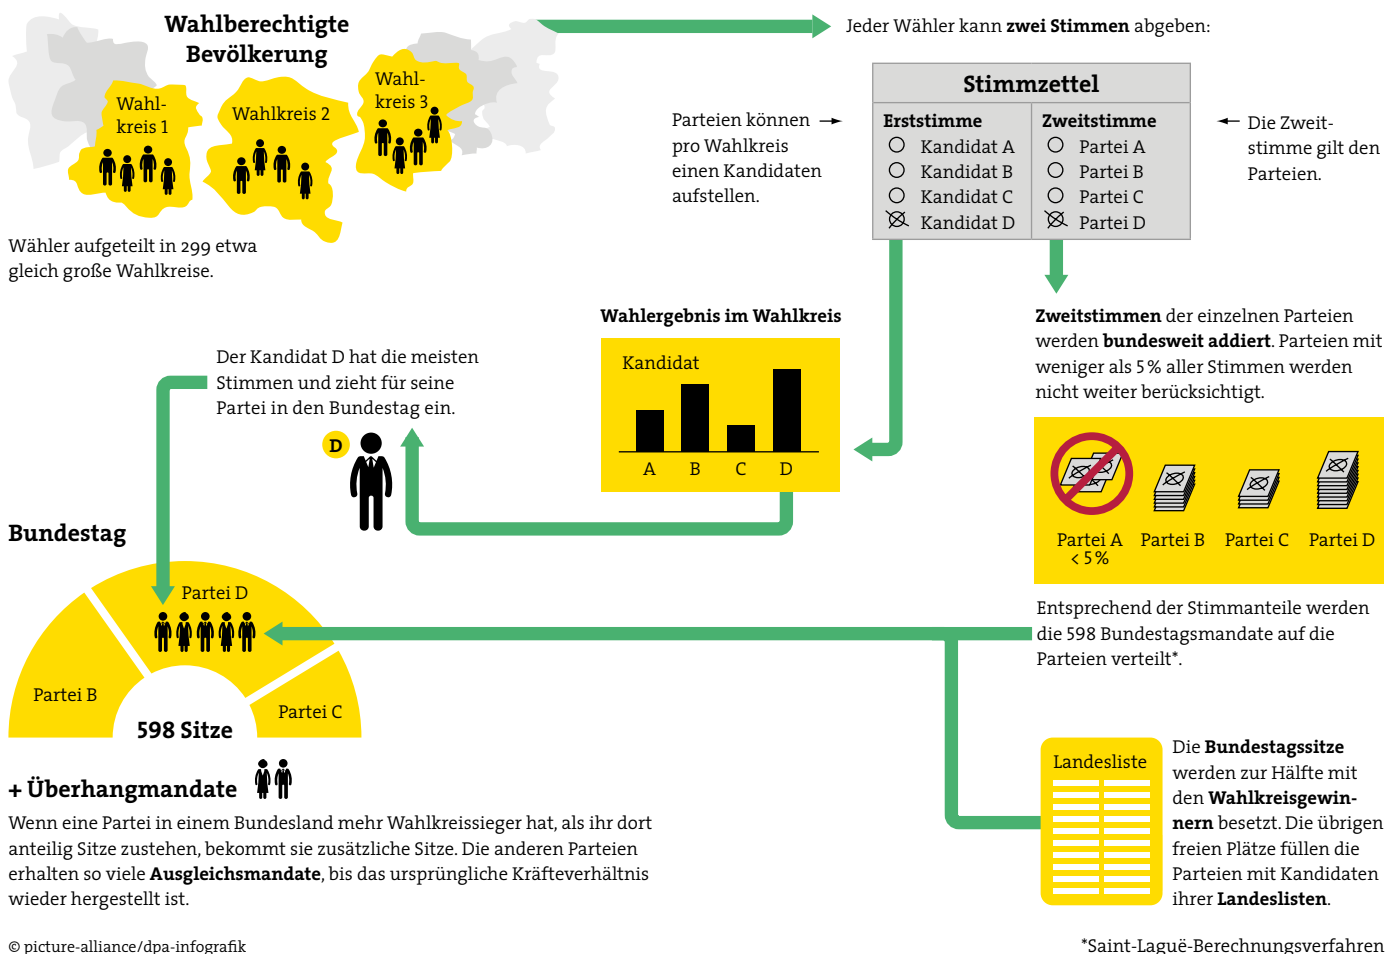 Wahlberechtigte
Bevölkerung
Wahl-
kreis 1
Wahlkreis 2
Wahl-
kreis 3
Wähler aufgeteilt in 299 etwa
gleich große Wahlkreise.
Jeder Wähler kann zwei Stimmen abgeben:
Parteien können
pro Wahlkreis
einen Kandidaten
aufstellen.
Stimmzettel
Erststimme
Kandidat A
Kandidat B
Kandidat C
Kandidat D
Zweitstimme
Partei A
Partei B
Partei C
Partei D
Die Zweit-
stimme gilt den
Parteien.
Wahlergebnis im Wahlkreis
Kandidat
A B C D
Der Kandidat D hat die meisten
Stimmen und zieht für seine
Partei in den Bundestag ein.
D
Zweitstimmen der einzelnen Parteien
werden bundesweit addiert. Parteien mit
weniger als 5 % aller Stimmen werden
nicht weiter berücksichtigt.
Partei A
< 5 %
Partei B
Partei C
Partei D
Entsprechend der Stimmanteile werden
die 598 Bundestagsmandate auf die
Parteien verteilt*.
Bundestag
Partei D
Partei B
Partei C
598 Sitze
Landesliste
Die Bundestagssitze
werden zur Hälfte mit
den Wahlkreisgewin-
nern besetzt. Die übrigen
freien Plätze füllen die
Parteien mit Kandidaten
ihrer Landeslisten.
+ Überhangmandate
Wenn eine Partei in einem Bundesland mehr Wahlkreissieger hat, als ihr dort
anteilig Sitze zustehen, bekommt sie zusätzliche Sitze. Die anderen Parteien
erhalten so viele Ausgleichsmandate, bis das ursprüngliche Kräfteverhältnis
wieder hergestellt ist.
© picture-alliance/dpa-infografik
*Saint-Laguë-Berechnungsverfahren